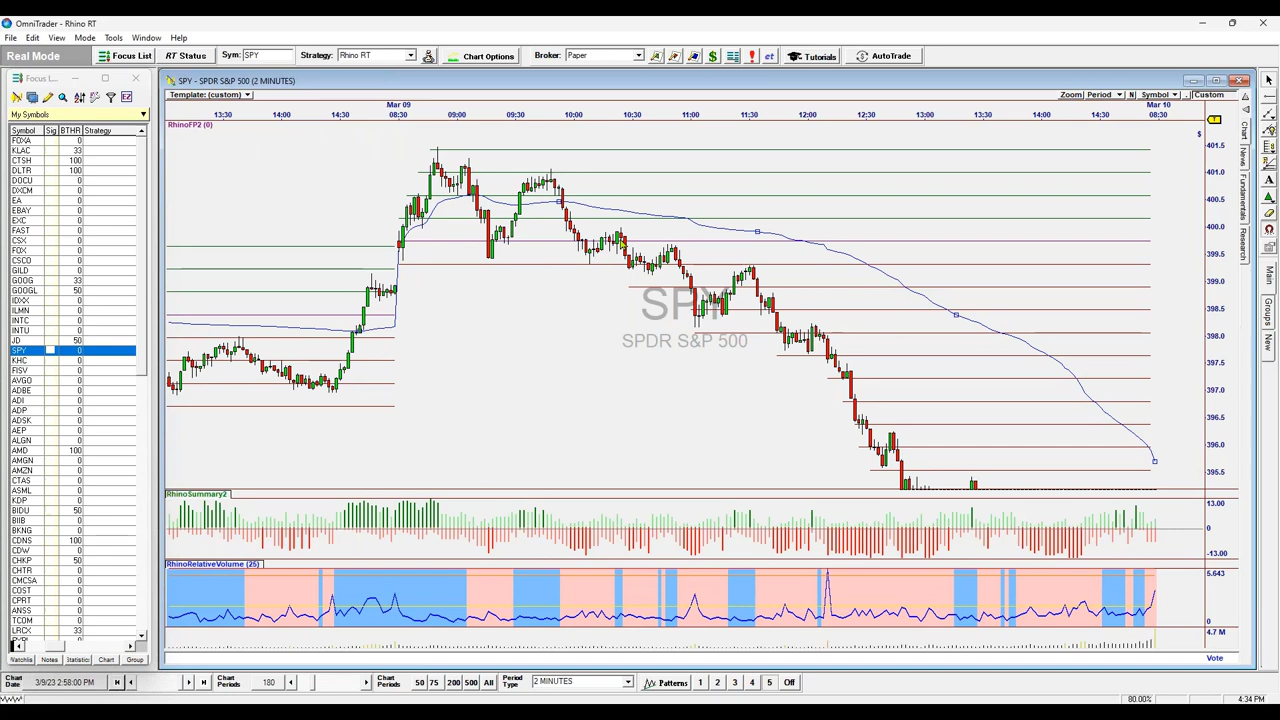 OmniTrader - Rhino RT
File Edit View Mode Tools Window Help
Real Mode Focus List RT Status Sym: SPY Strategy: Rhino RT Chart Options Broker: Paper $ ! et Tutorials AutoTrade
Focus L...
My Symbols
Symbol Sig BTHR Strategy
FOXA 0
KLAC 33
CTSH 100
DLTR 100
DOCU 0
DXCM 0
EA 0
EBAY 0
EXC 0
FAST 0
CSX 0
FOX 0
CSCO 0
GILD 0
GOOG 33
GOOGL 50
IDXX 0
ILMN 0
INTC 0
INTU 0
JD 50
SPY 0
KHC 0
FISV 0
AVGO 0
ADBE 0
ADI 0
ADP 0
ADSK 0
AEP 0
ALGN 0
AMD 100
AMGN 0
AMZN 0
CTAS 0
ASML 0
KDP 0
BIDU 50
BIIB 0
BKNG 0
CDNS 100
CDW 0
CHKP 50
CHTR 0
CMCSA 0
COST 0
CPRT 0
ANSS 0
TCOM 0
LRCX 33
Notes Statistics Chart Group
SPY - SPDR S&P 500 (2 MINUTES)
Template: (custom) Zoom Period N Symbol . Custom
Mar 09 Mar 10
13:30 14:00 14:30 08:30 09:00 09:30 10:00 10:30 11:00 11:30 12:00 12:30 13:00 13:30 14:00 14:30 08:30
RhinoFP2 (0)
$
401.5
401.0
400.5
400.0
399.5
399.0
398.5
398.0
397.5
397.0
396.5
396.0
395.5
SPY
SPDR S&P 500
RhinoSummary2
13.00
0
-13.00
RhinoRelativeVolume (25)
5.643
0
4.7 M
Vote
Chart
News
Fundamentals
Research
Main
Groups
New
Chart Date 3/9/23 2:58:00 PM Chart Periods 180 Chart Periods 50 75 200 500 All Period Type 2 MINUTES Patterns 1 2 3 4 5 Off
80.00% 4:34 PM